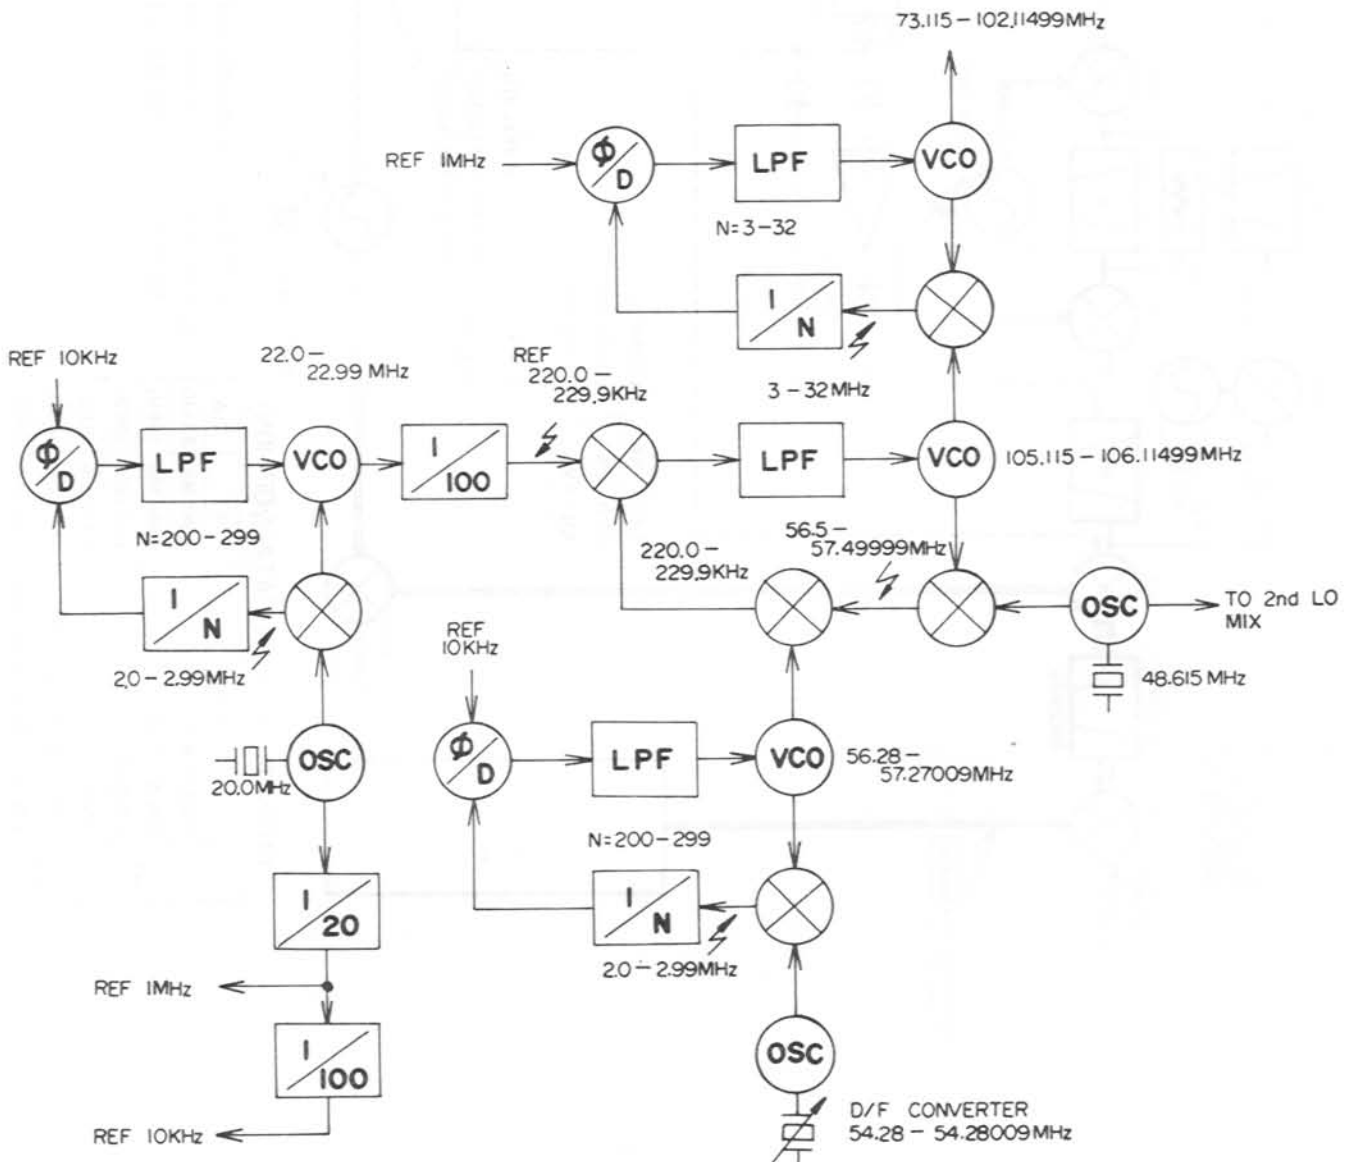 73.115-102.11499MHz
REF 1MHz
Φ/D
LPF
VCO
N=3-32
1/N
3-32MHz
REF 10KHz
22.0-
22.99 MHz
REF
220.0-
229.9KHz
Φ/D
LPF
VCO
1/100
LPF
VCO
105.115-106.11499MHz
N=200-299
1/N
2.0-2.99MHz
220.0-
229.9KHz
56.5-
57.49999MHz
OSC
TO 2nd LO
MIX
48.615 MHz
REF
10KHz
OSC
20.0MHz
Φ/D
LPF
VCO
56.28-
57.27009MHz
N=200-299
1/20
1/N
2.0-2.99MHz
REF 1MHz
1/100
REF 10KHz
OSC
D/F CONVERTER
54.28-54.28009MHz